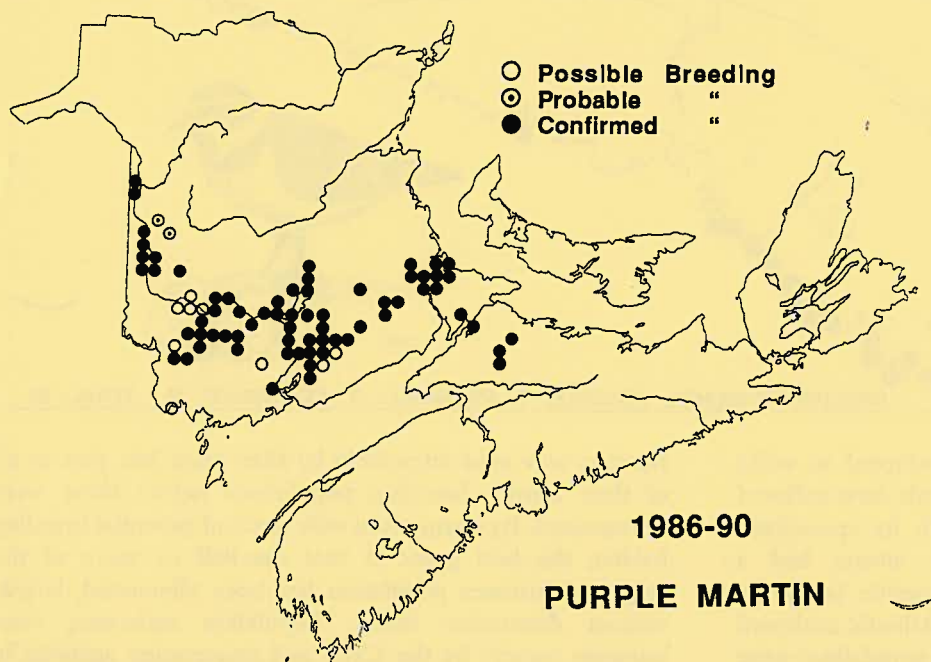 ○ Possible Breeding
⊙ Probable "
● Confirmed "
1986-90
PURPLE MARTIN